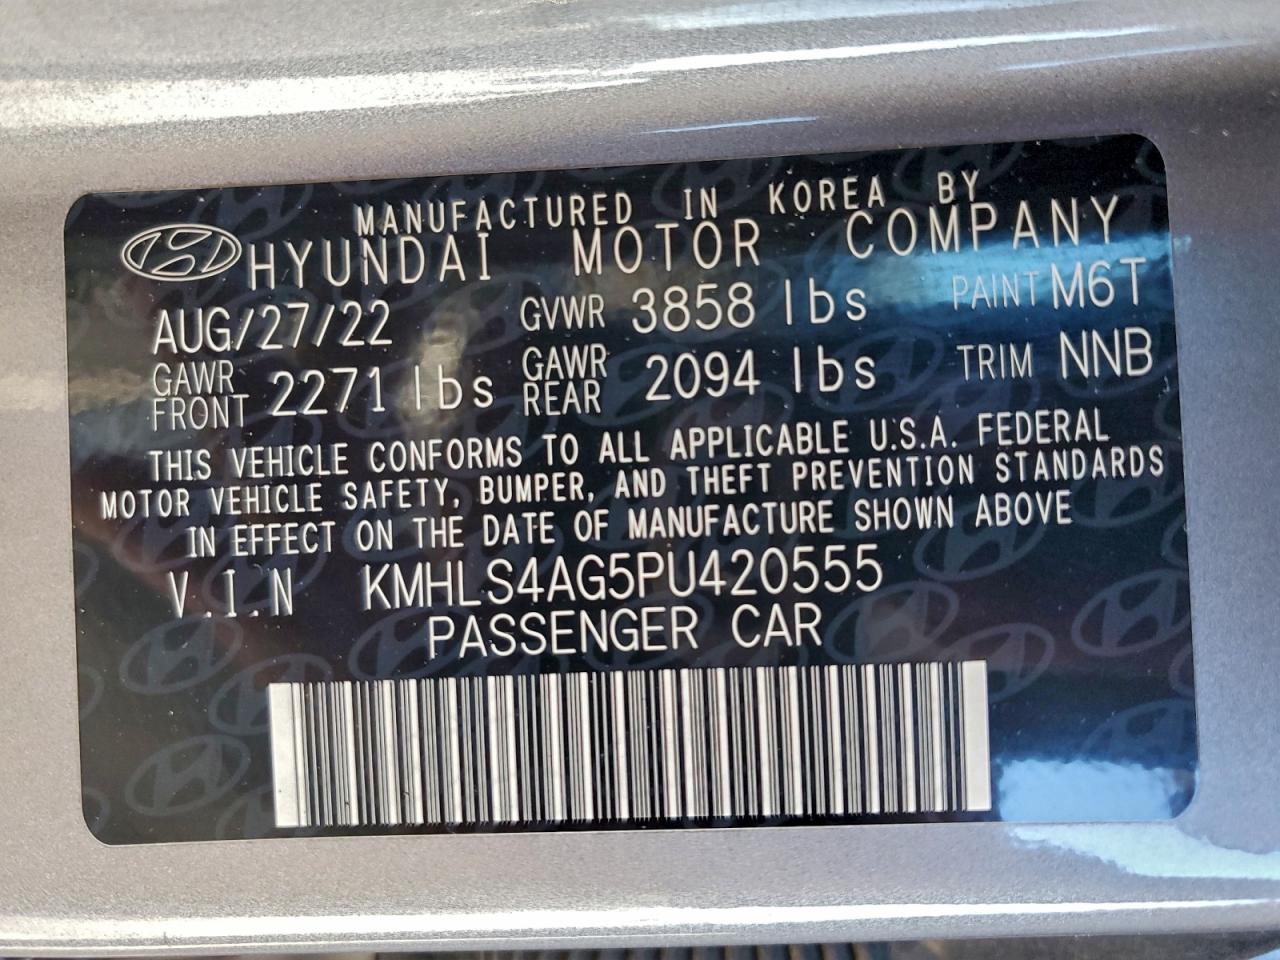 MANUFACTURED IN KOREA BY
HYUNDAI MOTOR COMPANY
AUG/27/22 GVWR 3858 lbs PAINT M6T
GAWR FRONT 2271 lbs GAWR REAR 2094 lbs TRIM NNB
THIS VEHICLE CONFORMS TO ALL APPLICABLE U.S.A. FEDERAL
MOTOR VEHICLE SAFETY, BUMPER, AND THEFT PREVENTION STANDARDS
IN EFFECT ON THE DATE OF MANUFACTURE SHOWN ABOVE
V.I.N KMHLS4AG5PU420555
PASSENGER CAR